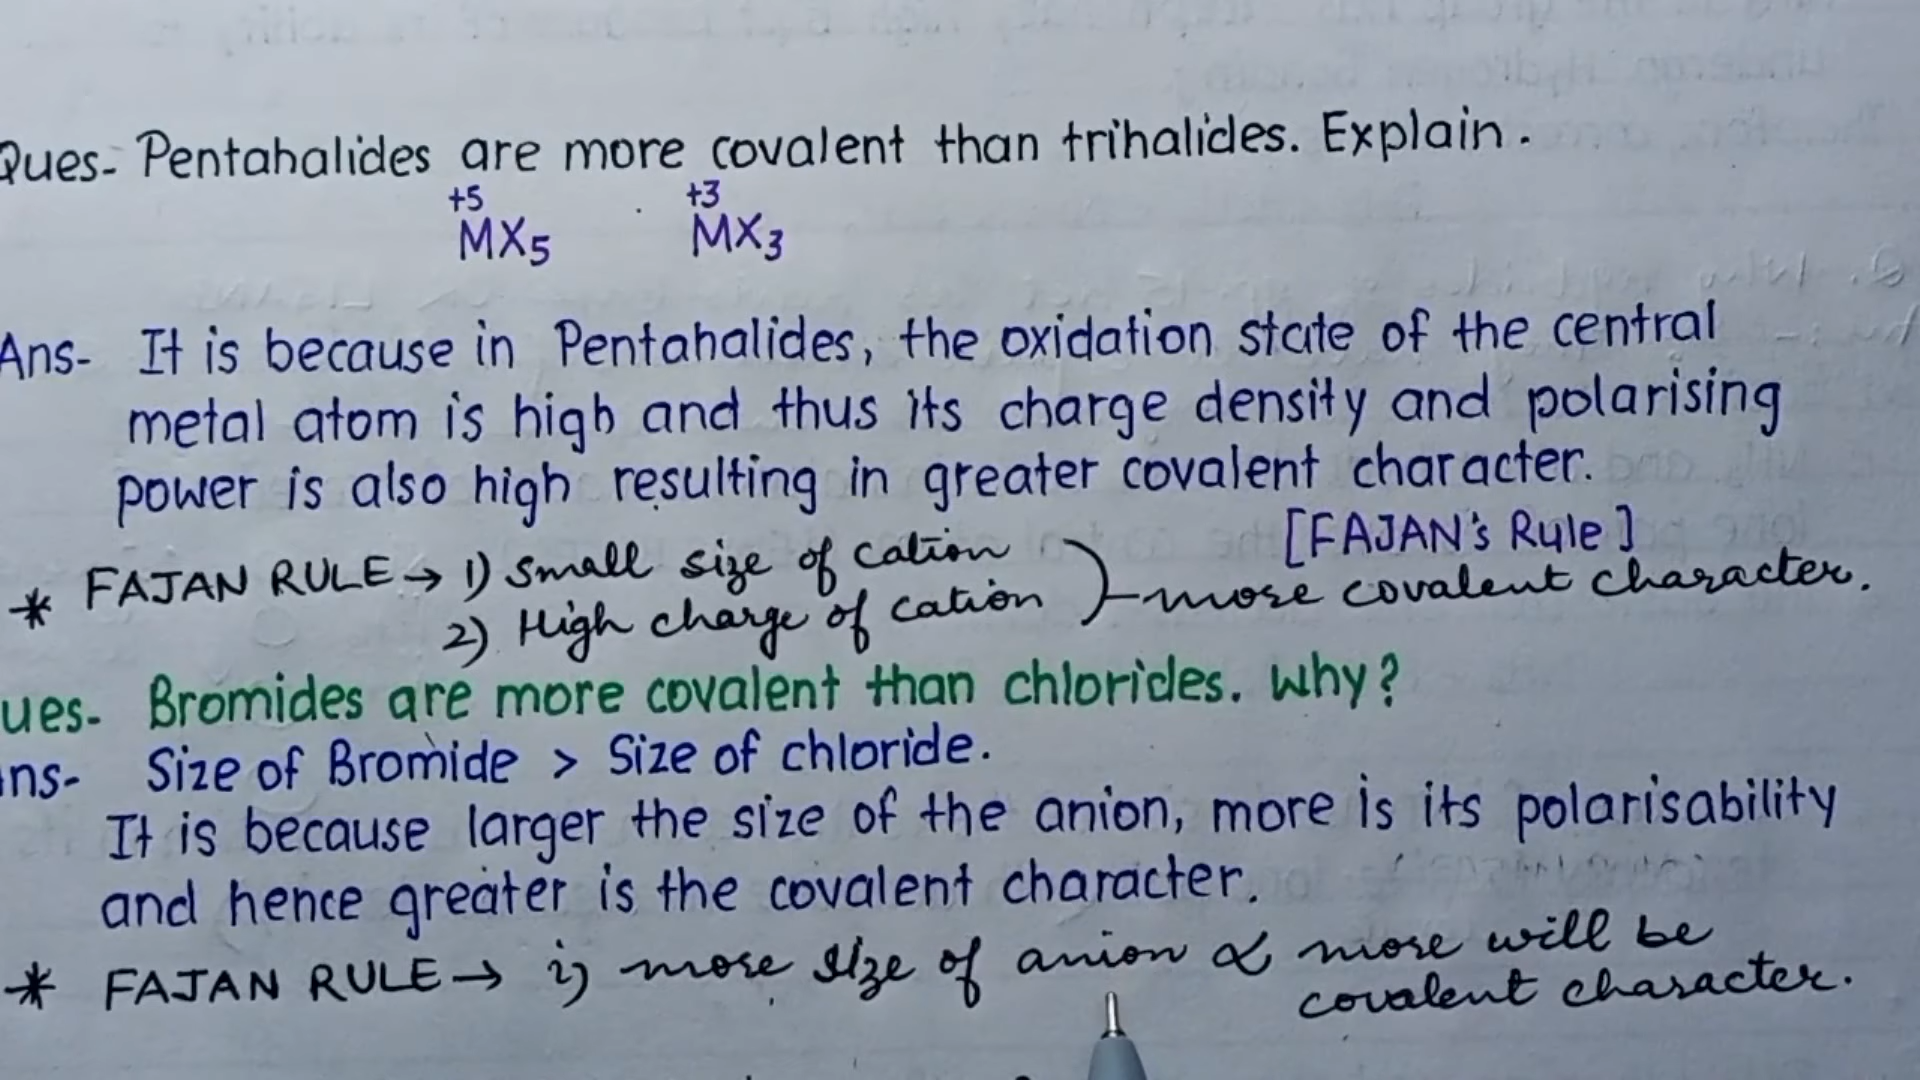 Ques- Pentahalides are more covalent than trihalides. Explain.
+5 +3
MX5 MX3
Ans- It is because in Pentahalides, the oxidation state of the central
metal atom is high and thus its charge density and polarising
power is also high resulting in greater covalent character.
[FAJAN's Rule]
* FAJAN RULE → 1) Small size of cation
2) High charge of cation } more covalent character.
ues- Bromides are more covalent than chlorides. Why?
ns- Size of Bromide > Size of chloride.
It is because larger the size of the anion, more is its polarisability
and hence greater is the covalent character.
* FAJAN RULE → i) more size of anion ∝ more will be
covalent character.